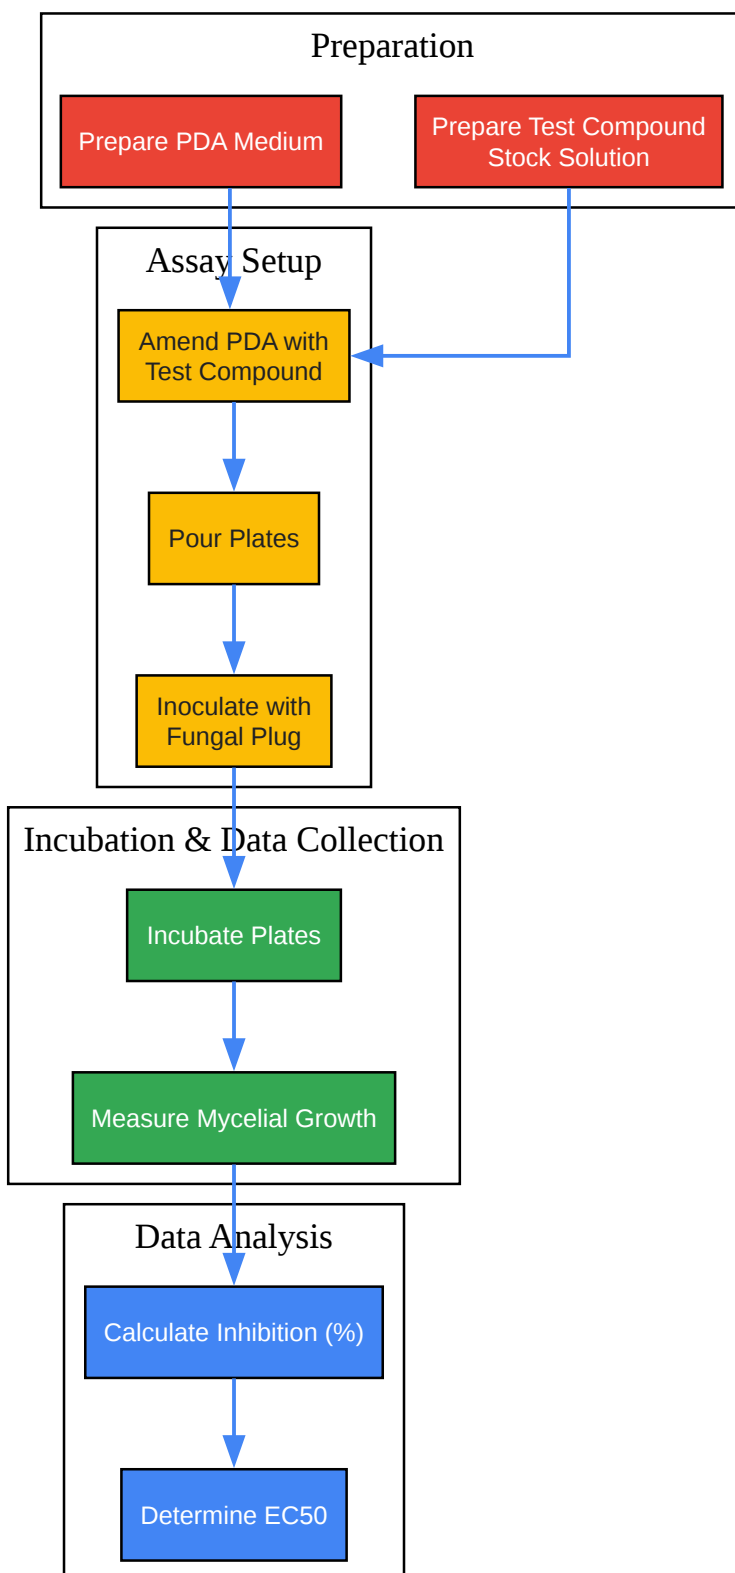 Preparation
Prepare PDA Medium
Prepare Test Compound
Stock Solution
Assay Setup
Amend PDA with
Test Compound
Pour Plates
Inoculate with
Fungal Plug
Incubation & Data Collection
Incubate Plates
Measure Mycelial Growth
Data Analysis
Calculate Inhibition (%)
Determine EC50